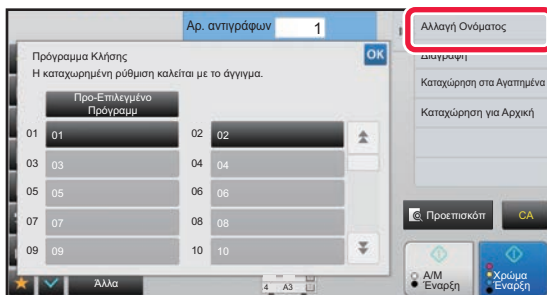 Αρ. αντιγράφων 1
Αλλαγή Ονόματος
Διαγραφή
Καταχώρηση στα Αγαπημένα
Καταχώρηση για Αρχική
Πρόγραμμα Κλήσης
OK
Η καταχωρημένη ρύθμιση καλείται με το άγγιγμα.
Προ-Επιλεγμένο
Πρόγραμμ
01 01 02 02
03 03 04 04
05 05 06 06
07 07 08 08
09 09 10 10
Προεπισκόπ CA
Α/Μ
Έναρξη
Χρώμα
Έναρξη
Άλλα
4 A3